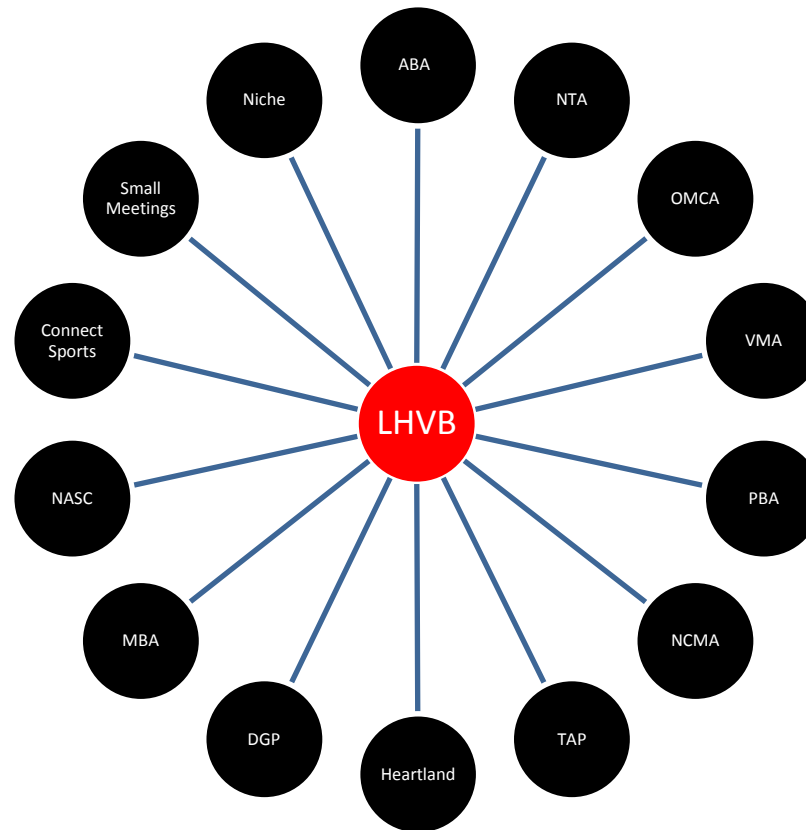 ABA
Niche
NTA
Small
Meetings
OMCA
Connect
Sports
VMA
LHVB
NASC
PBA
MBA
NCMA
DGP
TAP
Heartland